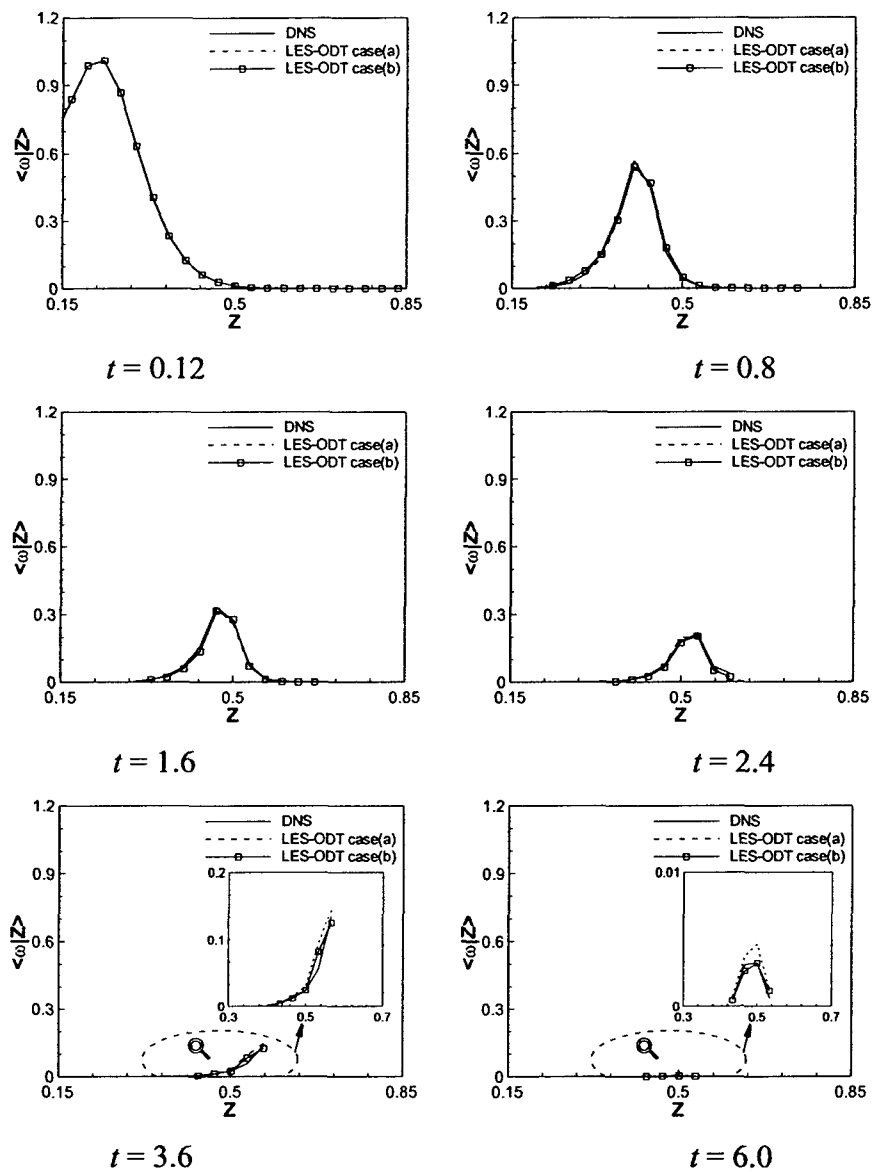 1.2
0.9
0.6
0.3
0
<ω|Z>
DNS
LES-ODT case(a)
LES-ODT case(b)
0.15
0.5
0.85
Z
t = 0.12
1.2
0.9
0.6
0.3
0
<ω|Z>
DNS
LES-ODT case(a)
LES-ODT case(b)
0.15
0.5
0.85
Z
t = 0.8
1.2
0.9
0.6
0.3
0
<ω|Z>
DNS
LES-ODT case(a)
LES-ODT case(b)
0.15
0.5
0.85
Z
t = 1.6
1.2
0.9
0.6
0.3
0
<ω|Z>
DNS
LES-ODT case(a)
LES-ODT case(b)
0.15
0.5
0.85
Z
t = 2.4
1.2
0.9
0.6
0.3
0
<ω|Z>
DNS
LES-ODT case(a)
LES-ODT case(b)
0.2
0.1
0
0.3
0.5
0.7
0.15
0.5
0.85
Z
t = 3.6
1.2
0.9
0.6
0.3
0
<ω|Z>
DNS
LES-ODT case(a)
LES-ODT case(b)
0.01
0
0.3
0.5
0.7
0.15
0.5
0.85
Z
t = 6.0